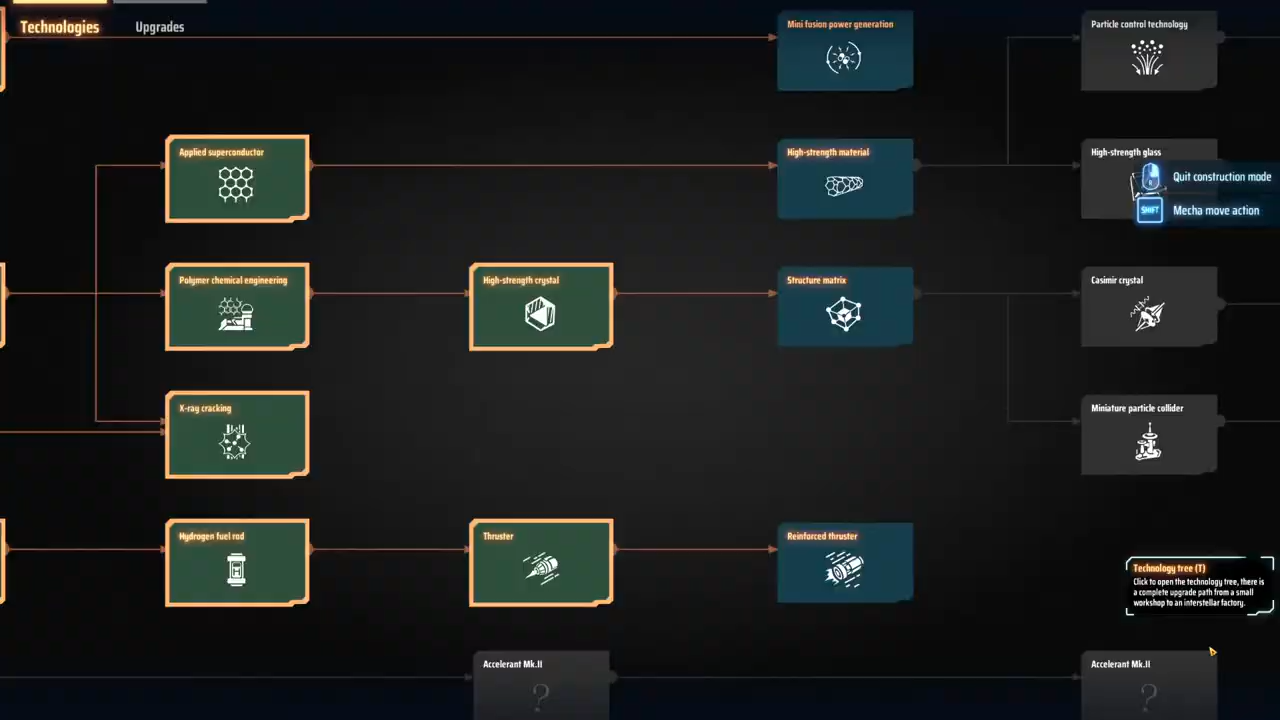 Technologies
Upgrades
Mini fusion power generation
Particle control technology
Applied superconductor
High-strength material
High-strength glass
R
Quit construction mode
SHIFT
Mecha move action
Polymer chemical engineering
High-strength crystal
Structure matrix
Casimir crystal
X-ray cracking
Miniature particle collider
Hydrogen fuel rod
Thruster
Reinforced thruster
Technology tree (T)
Click to open the technology tree, there is
a complete upgrade path from a small
workshop to an interstellar factory.
Accelerant Mk.II
?
Accelerant Mk.II
?